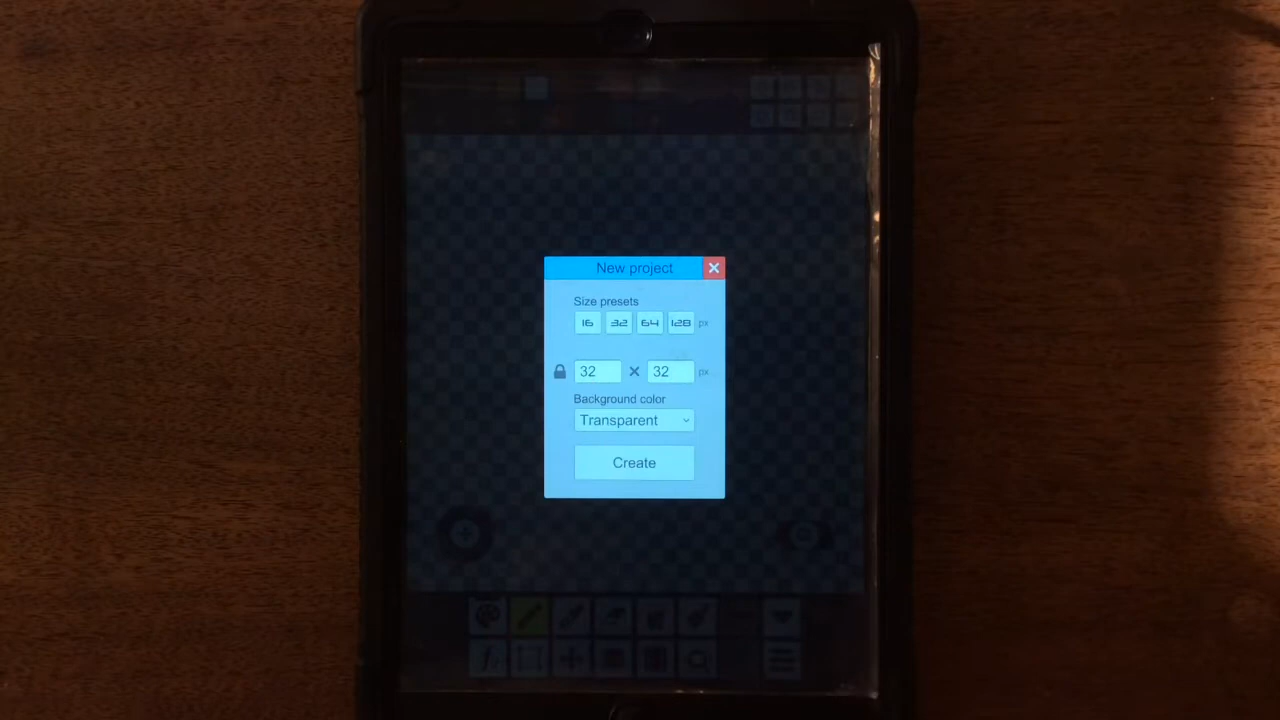 New project
Size presets
16 32 64 128 px
32 × 32 px
Background color
Transparent
Create